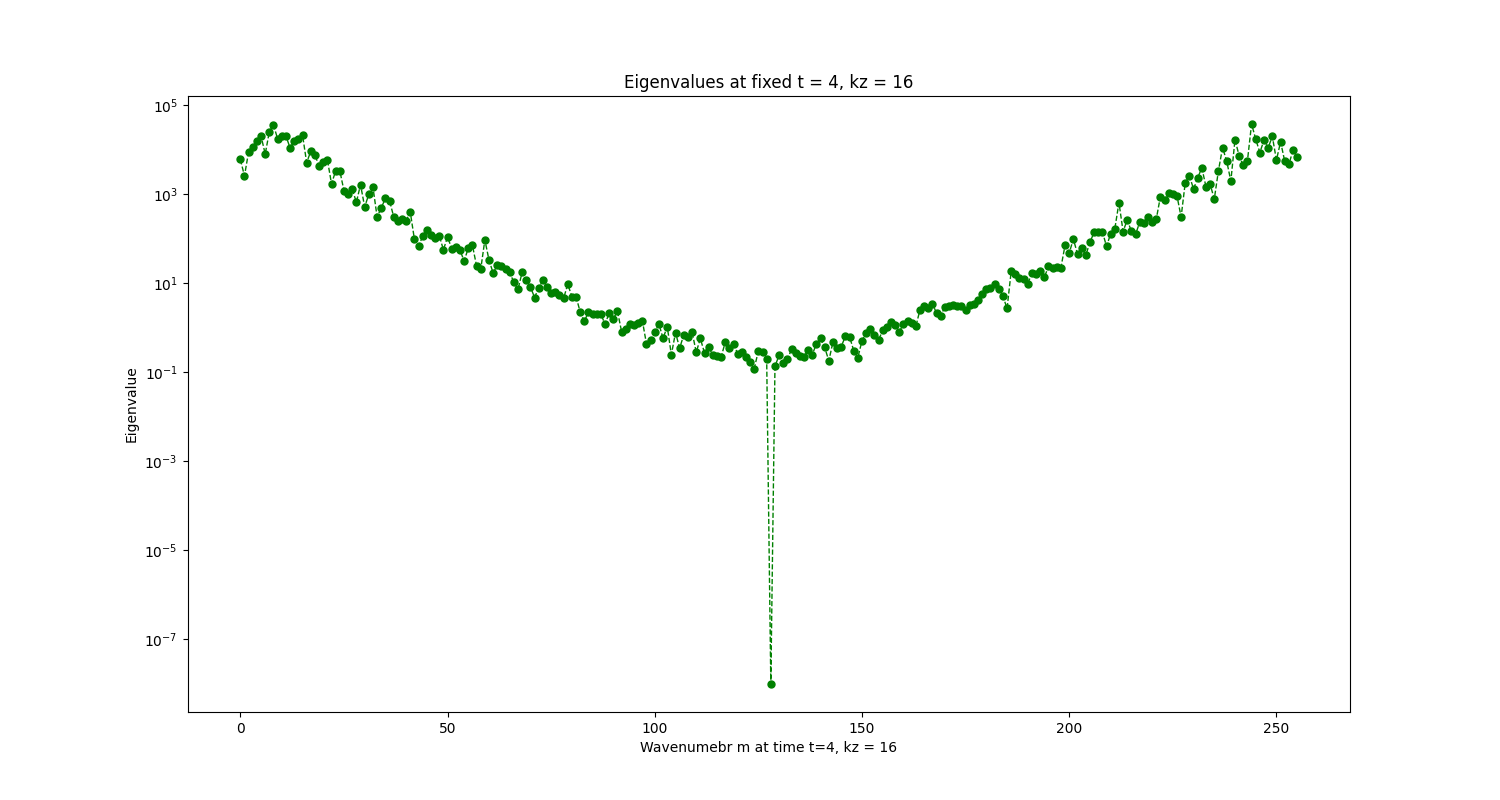 Eigenvalues at fixed t = 4, kz = 16
10^5
10^3
10^1
10^-1
10^-3
10^-5
10^-7
Eigenvalue
0 50 100 150 200 250
Wavenumebr m at time t=4, kz = 16